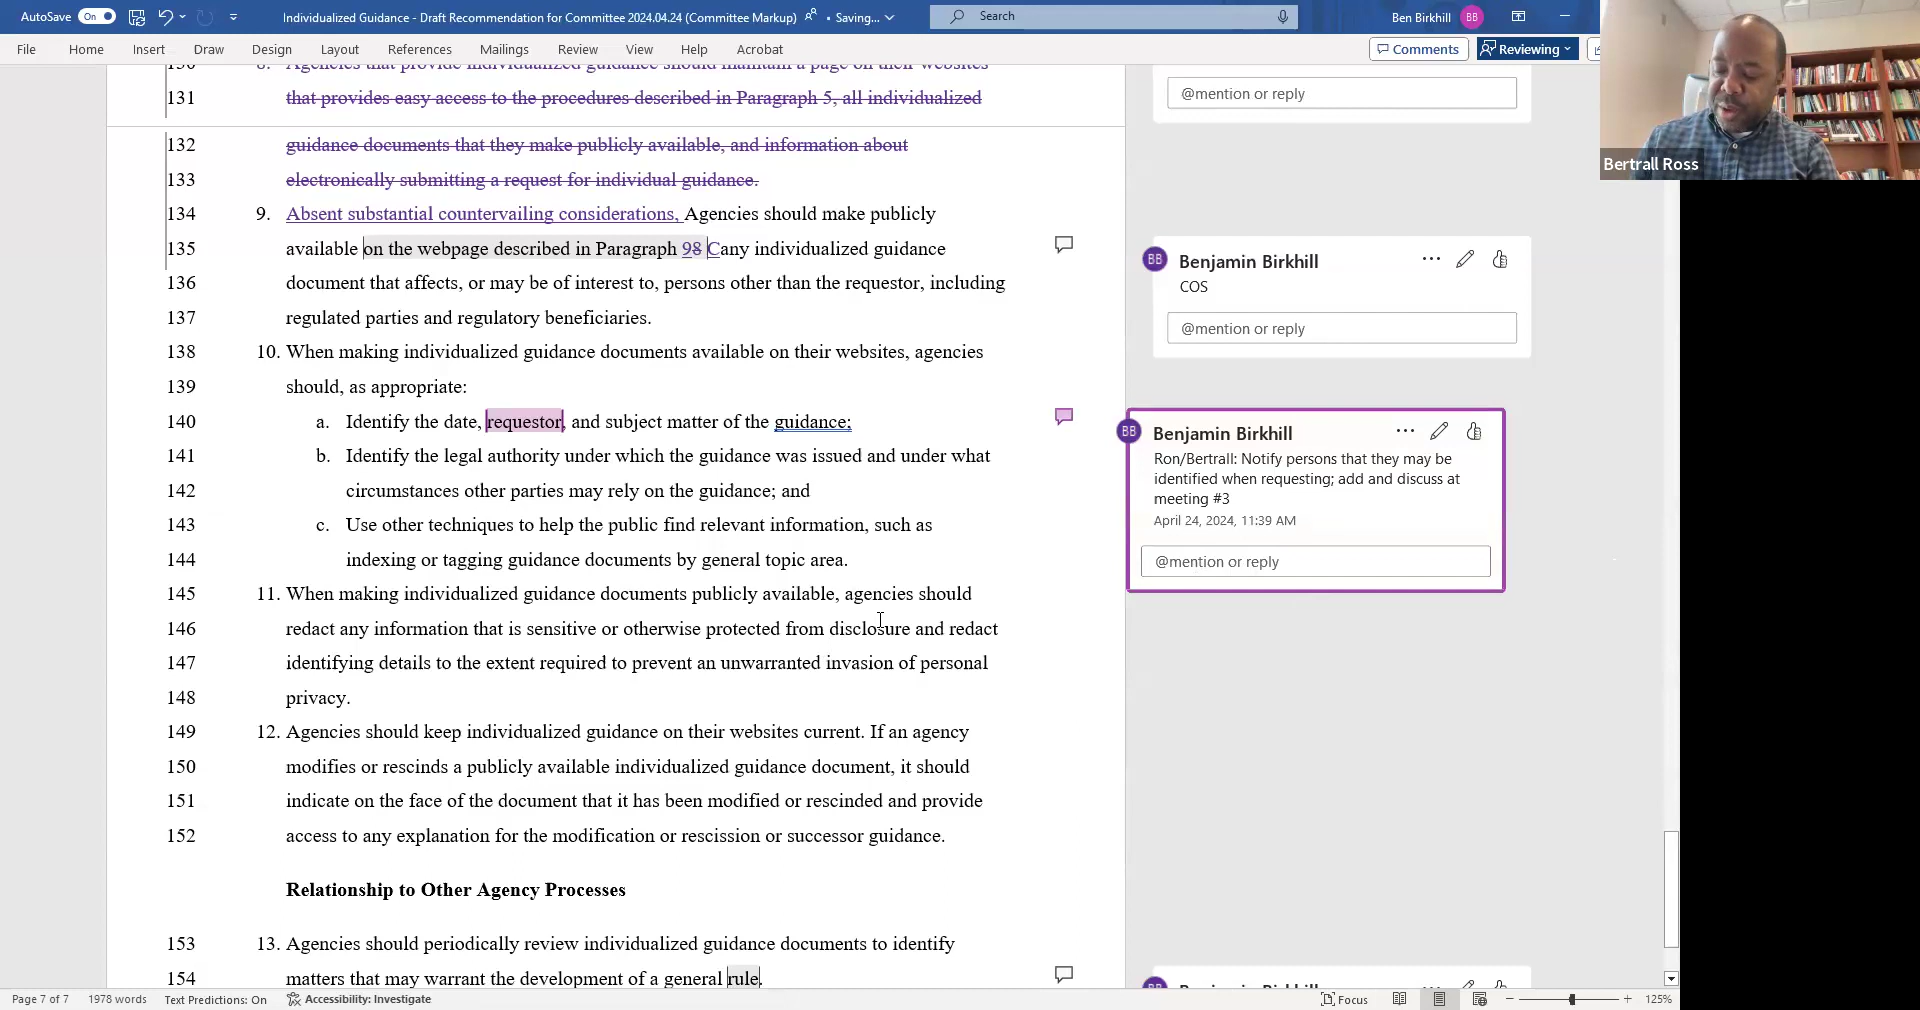 AutoSave On Individualized Guidance - Draft Recommendation for Committee 2024.04.24 (Committee Markup) • Saving... Search Ben Birkhill BB
File Home Insert Draw Design Layout References Mailings Review View Help Acrobat Comments Reviewing
130 8. Agencies that provide individualized guidance should maintain a page on their websites
131 that provides easy access to the procedures described in Paragraph 5, all individualized
132 guidance documents that they make publicly available, and information about
133 electronically submitting a request for individual guidance.
134 9. Absent substantial countervailing considerations, Agencies should make publicly
135 available on the webpage described in Paragraph 98 Cany individualized guidance
136 document that affects, or may be of interest to, persons other than the requestor, including
137 regulated parties and regulatory beneficiaries.
138 10. When making individualized guidance documents available on their websites, agencies
139 should, as appropriate:
140 a. Identify the date, requestor, and subject matter of the guidance;
141 b. Identify the legal authority under which the guidance was issued and under what
142 circumstances other parties may rely on the guidance; and
143 c. Use other techniques to help the public find relevant information, such as
144 indexing or tagging guidance documents by general topic area.
145 11. When making individualized guidance documents publicly available, agencies should
146 redact any information that is sensitive or otherwise protected from disclosure and redact
147 identifying details to the extent required to prevent an unwarranted invasion of personal
148 privacy.
149 12. Agencies should keep individualized guidance on their websites current. If an agency
150 modifies or rescinds a publicly available individualized guidance document, it should
151 indicate on the face of the document that it has been modified or rescinded and provide
152 access to any explanation for the modification or rescission or successor guidance.
Relationship to Other Agency Processes
153 13. Agencies should periodically review individualized guidance documents to identify
154 matters that may warrant the development of a general rule.
@mention or reply
BB Benjamin Birkhill
COS
@mention or reply
BB Benjamin Birkhill
Ron/Bertrall: Notify persons that they may be
identified when requesting; add and discuss at
meeting #3
April 24, 2024, 11:39 AM
@mention or reply
BB Benjamin Birkhill
Bertrall Ross
Page 7 of 7 1978 words Text Predictions: On Accessibility: Investigate Focus 125%